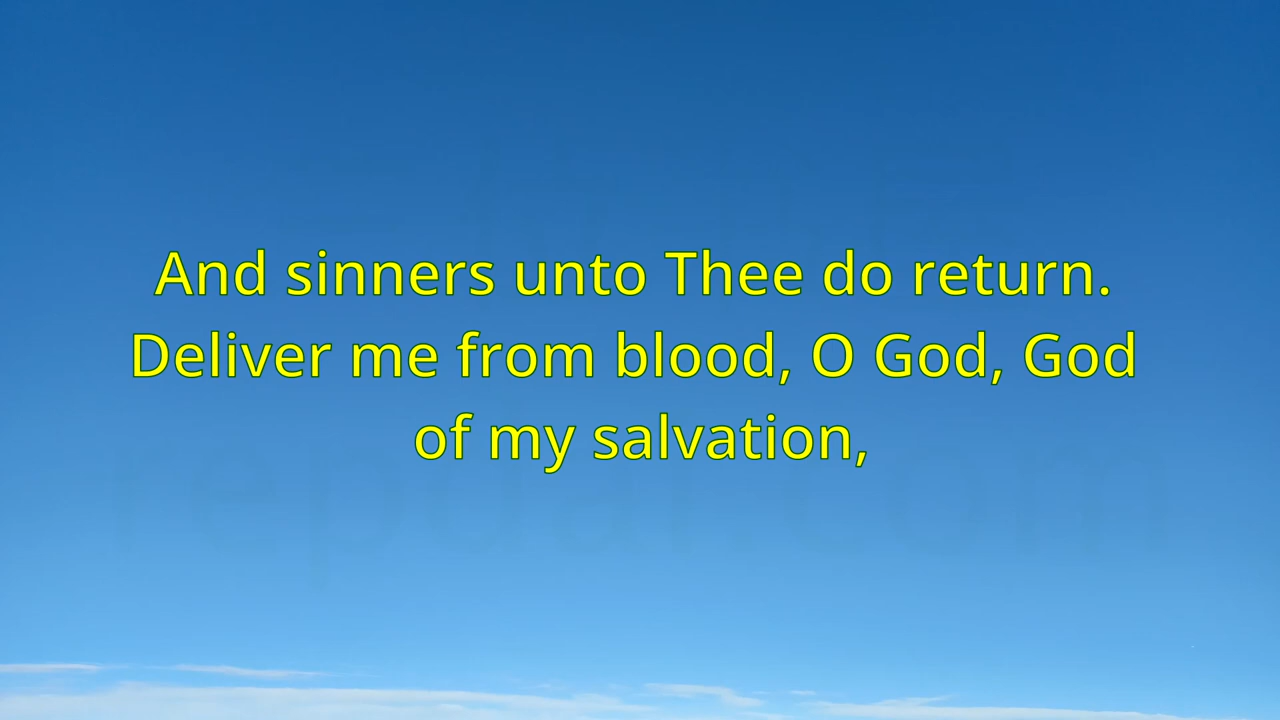 And sinners unto Thee do return.
Deliver me from blood, O God, God
of my salvation,